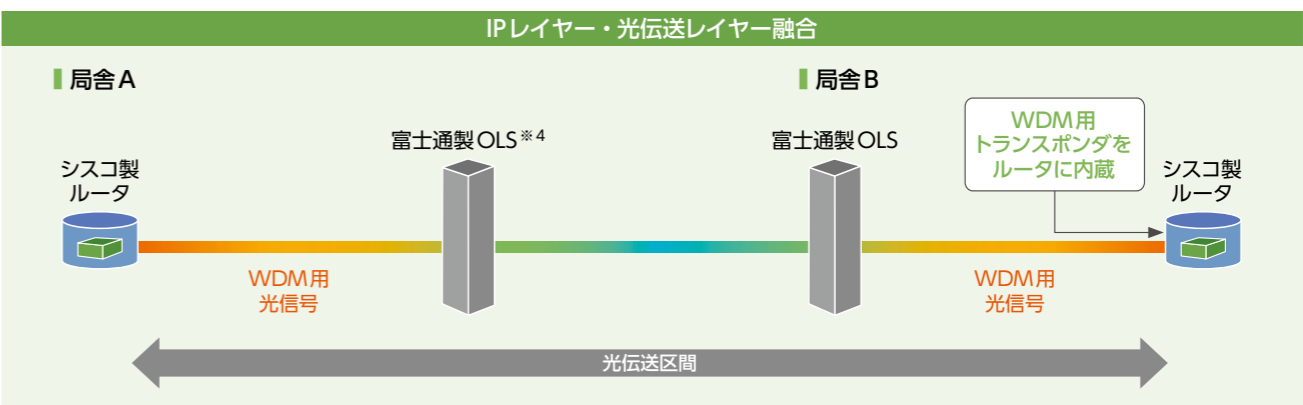 IPレイヤー・光伝送レイヤー融合
局舎A
局舎B
富士通製OLS※4
富士通製OLS
WDM用
トランスポンダを
ルータに内蔵
シスコ製
ルータ
シスコ製
ルータ
WDM用
光信号
WDM用
光信号
光伝送区間